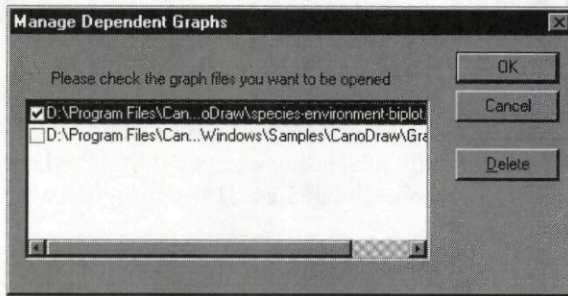 Manage Dependent Graphs
Please check the graph files you want to be opened
D:\Program Files\Can...oDraw\species-environment-biplot.
D:\Program Files\Can...Windows\Samples\CanoDraw\Gra
OK
Cancel
Delete